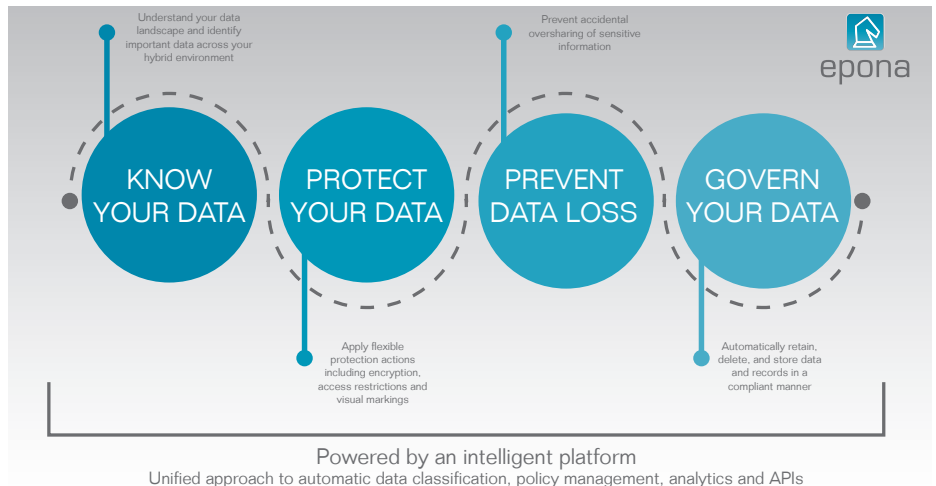 Understand your data
landscape and identify
important data across your
hybrid environment
Prevent accidental
oversharing of sensitive
information
epona
KNOW
YOUR DATA
PROTECT
YOUR DATA
PREVENT
DATA LOSS
GOVERN
YOUR DATA
Apply flexible
protection actions
including encryption,
access restrictions and
visual markings
Automatically retain,
delete, and store data
and records in a
compliant manner
Powered by an intelligent platform
Unified approach to automatic data classification, policy management, analytics and APIs